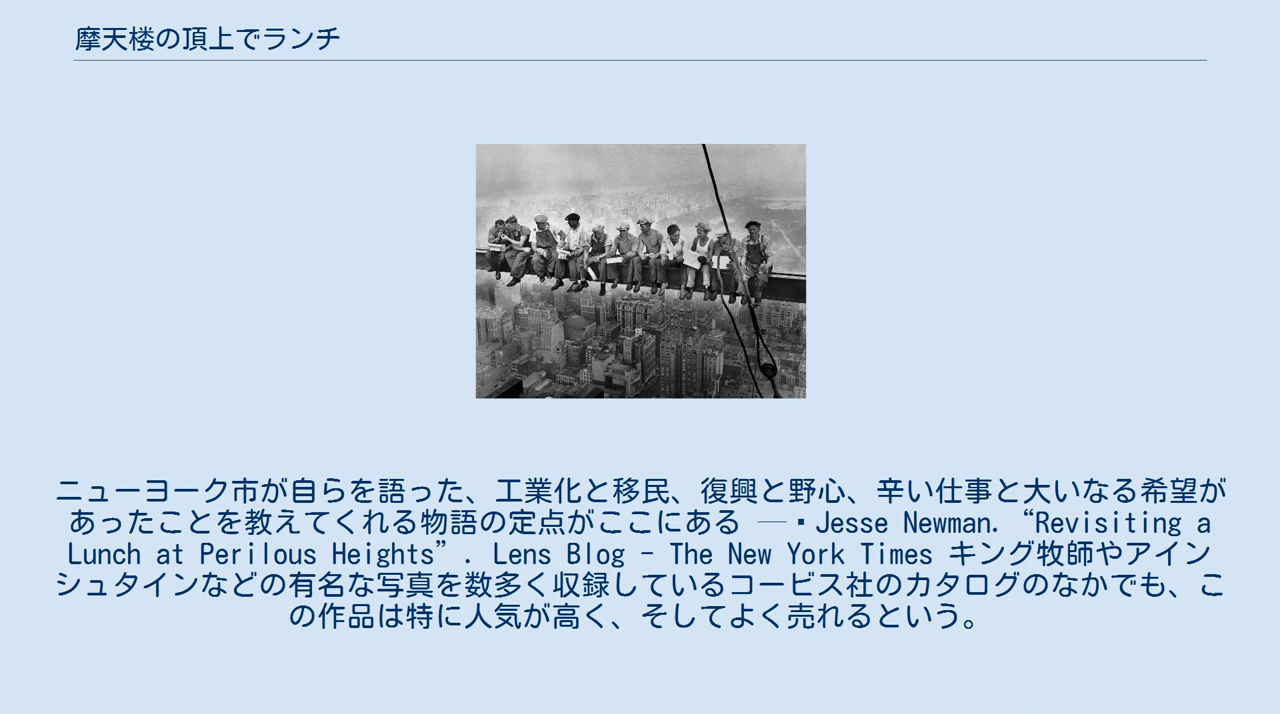 摩天楼の頂上でランチ
ニューヨーク市が自らを語った、工業化と移民、復興と野心、辛い仕事と大いなる希望が
あったことを教えてくれる物語の定点がここにある ─▪Jesse Newman. “Revisiting a
Lunch at Perilous Heights”. Lens Blog – The New York Times キング牧師やアイン
シュタインなどの有名な写真を数多く収録しているコービス社のカタログのなかでも、こ
の作品は特に人気が高く、そしてよく売れるという。